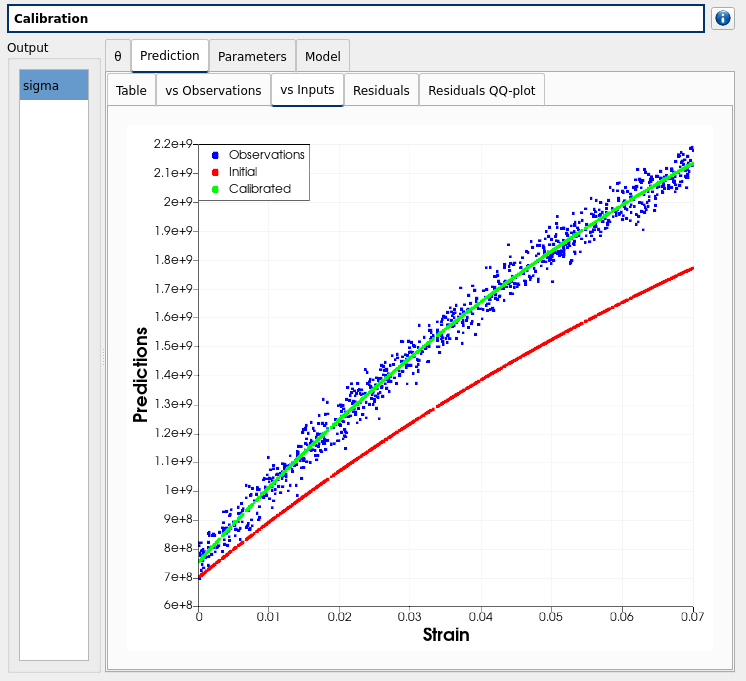 Calibration
Output
sigma
θ Prediction Parameters Model
Table vs Observations vs Inputs Residuals Residuals QQ-plot
Observations
Initial
Calibrated
2.2e+9
2.1e+9
2e+9
1.9e+9
1.8e+9
1.7e+9
1.6e+9
1.5e+9
1.4e+9
1.3e+9
1.2e+9
1.1e+9
1e+9
9e+8
8e+8
7e+8
6e+8
Predictions
0 0.01 0.02 0.03 0.04 0.05 0.06 0.07
Strain